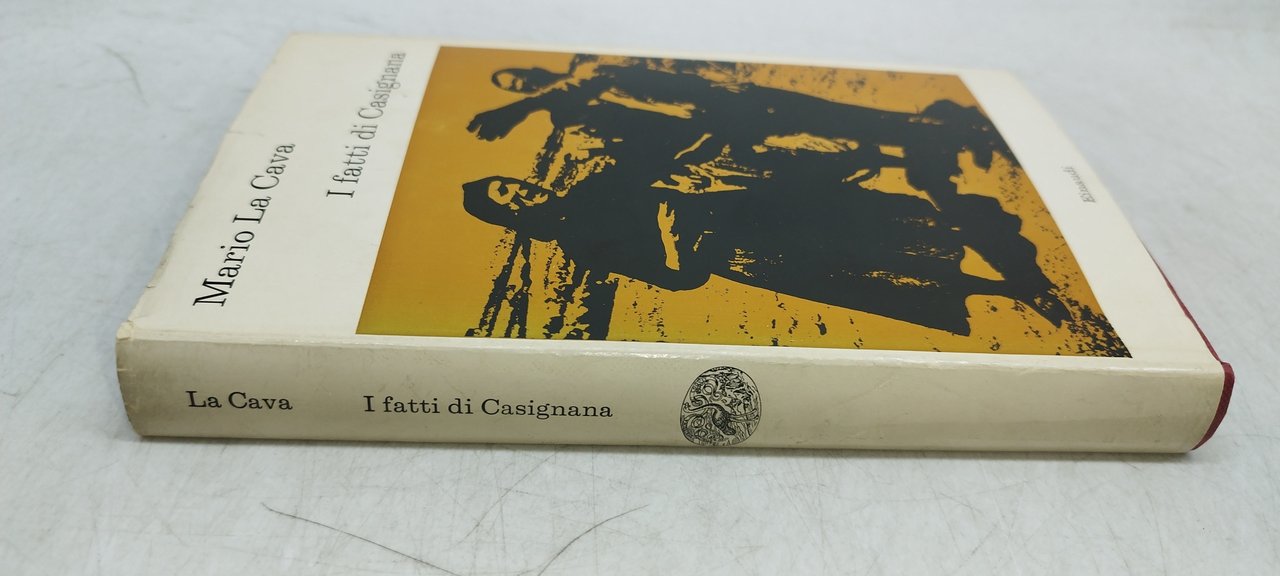 Mario La Cava
I fatti di Casignana
Einaudi
La Cava
I fatti di Casignana